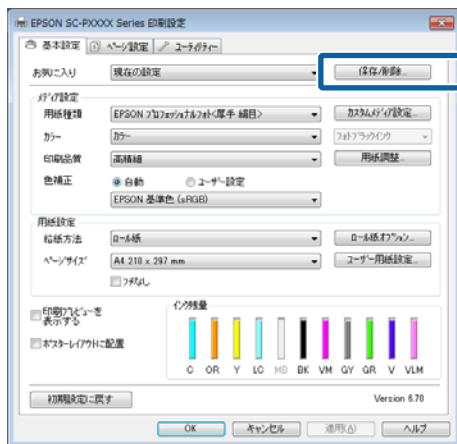 EPSON SC-PXXXX Series 印刷設定
基本設定 ページ設定 ユーティリティー
お気に入り 現在の設定 保存/削除...
メディア設定
用紙種類 EPSON プロフェッショナルフォト<厚手 絹目> カスタムメディア設定...
カラー カラー フォトブラックインク
印刷品質 高精細 用紙調整...
色補正 自動 ユーザー設定
EPSON 基準色 (sRGB)
用紙設定
給紙方法 ロール紙 ロール紙オプション...
ページサイズ A4 210 x 297 mm ユーザー用紙設定...
フチなし
印刷プレビューを
表示する
ポスターレイアウトに配置
インク残量
C OR Y LC MB BK VM GY GR V VLM
初期設定に戻す Version 6.70
OK キャンセル 適用(A) ヘルプ